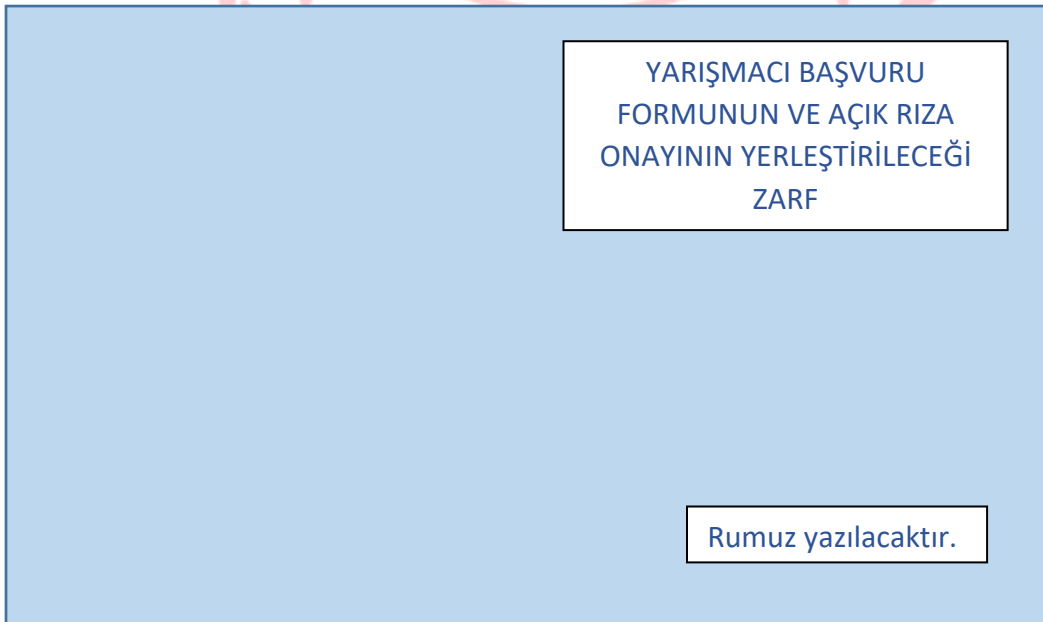 YARIŞMACI BAŞVURU
FORMUNUN VE AÇIK RIZA
ONAYININ YERLEŞTİRİLECEĞİ
ZARF
Rumuz yazılacaktır.